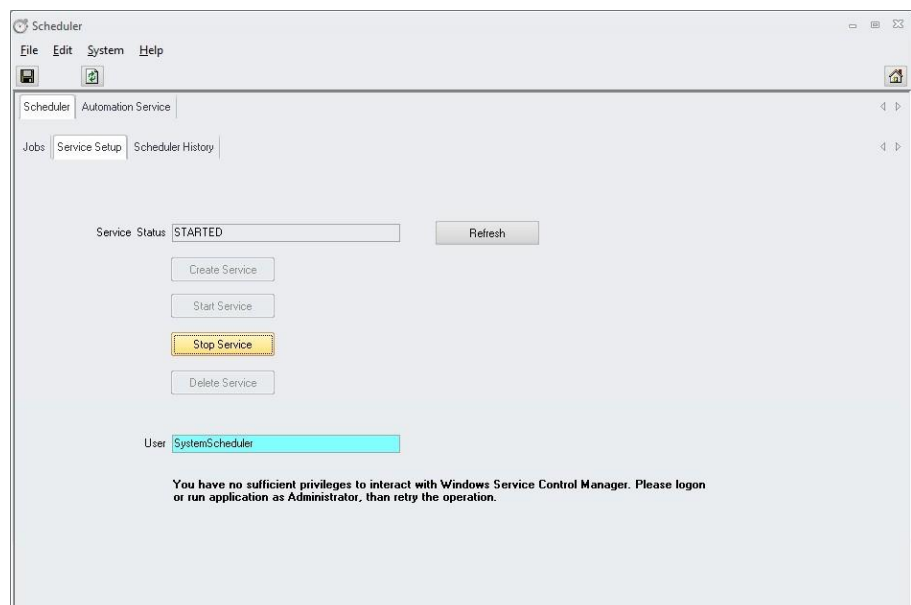 Scheduler
File Edit System Help
Scheduler Automation Service
Jobs Service Setup Scheduler History
Service Status STARTED Refresh
Create Service
Start Service
Stop Service
Delete Service
User SystemScheduler
You have no sufficient privileges to interact with Windows Service Control Manager. Please logon
or run application as Administrator, than retry the operation.